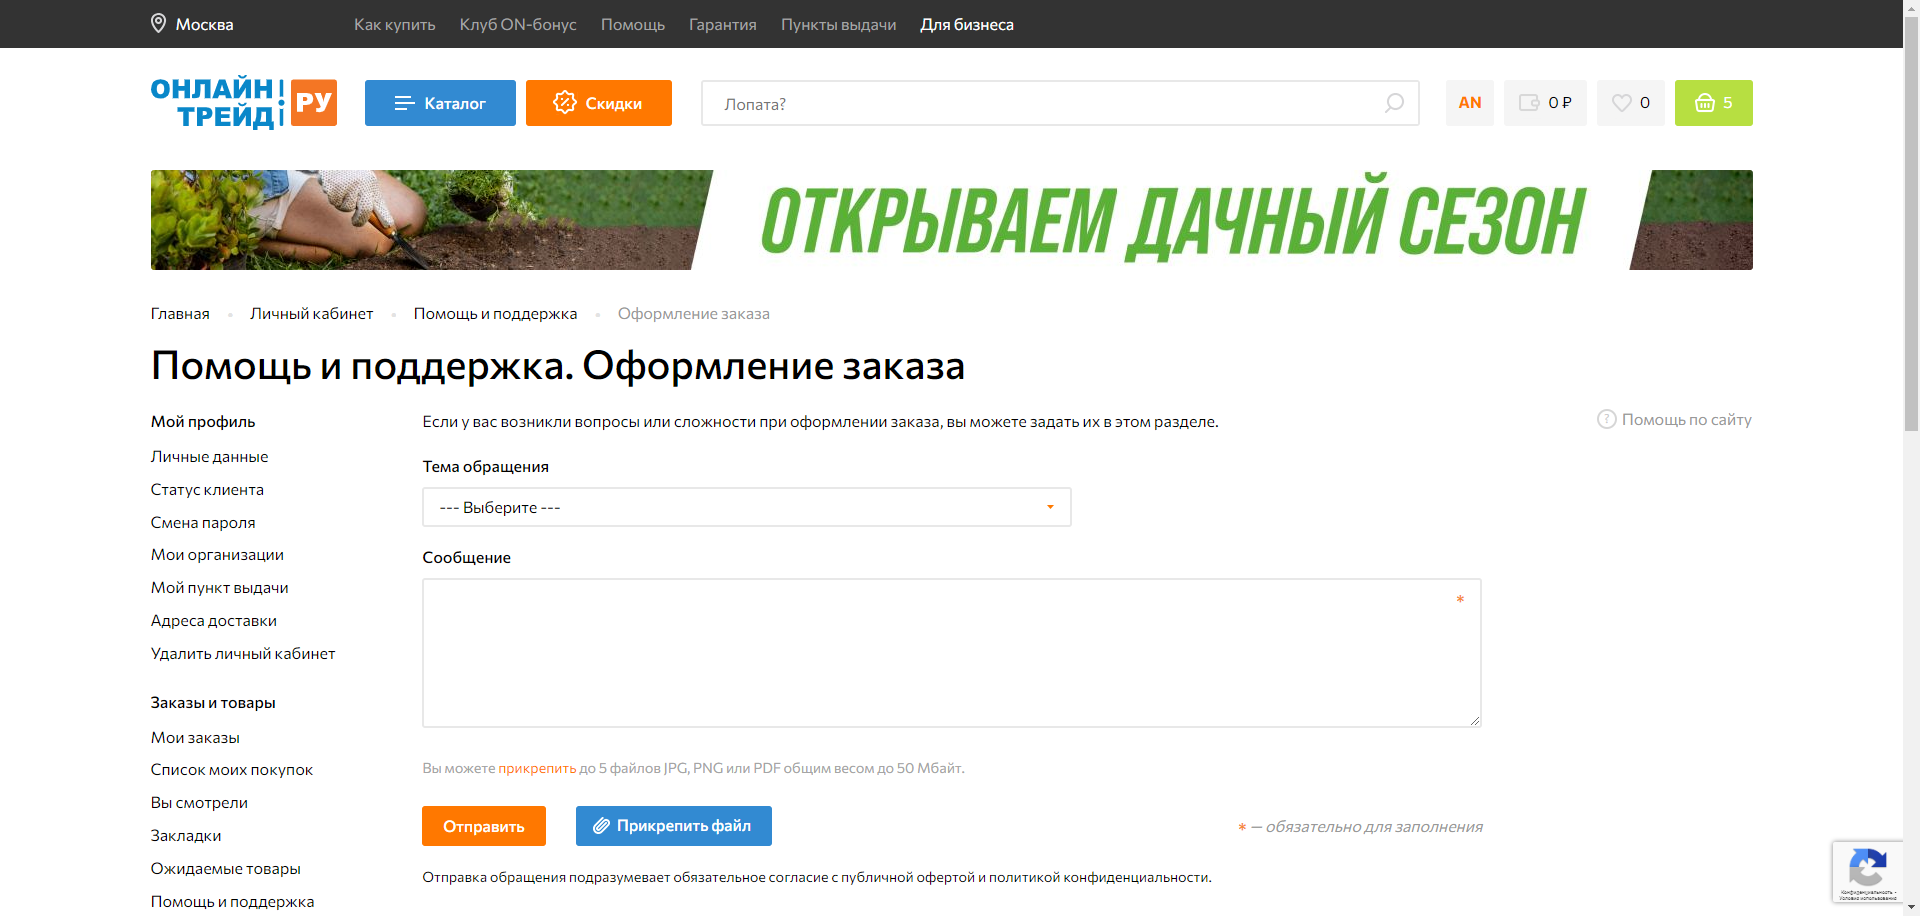 Москва
Как купить
Клуб ON-бонус
Помощь
Гарантия
Пункты выдачи
Для бизнеса
ОНЛАЙН
ТРЕЙД
РУ
Каталог
Скидки
Лопата?
AN
0 ₽
0
5
ОТКРЫВАЕМ ДАЧНЫЙ СЕЗОН
Главная
Личный кабинет
Помощь и поддержка
Оформление заказа
Помощь и поддержка. Оформление заказа
Мой профиль
Личные данные
Статус клиента
Смена пароля
Мои организации
Мой пункт выдачи
Адреса доставки
Удалить личный кабинет
Заказы и товары
Мои заказы
Список моих покупок
Вы смотрели
Закладки
Ожидаемые товары
Помощь и поддержка
Если у вас возникли вопросы или сложности при оформлении заказа, вы можете задать их в этом разделе.
? Помощь по сайту
Тема обращения
--- Выберите ---
Сообщение
*
Вы можете прикрепить до 5 файлов JPG, PNG или PDF общим весом до 50 Мбайт.
Отправить
Прикрепить файл
* — обязательно для заполнения
Отправка обращения подразумевает обязательное согласие с публичной офертой и политикой конфиденциальности.
Конфиденциальность -
Условия использования